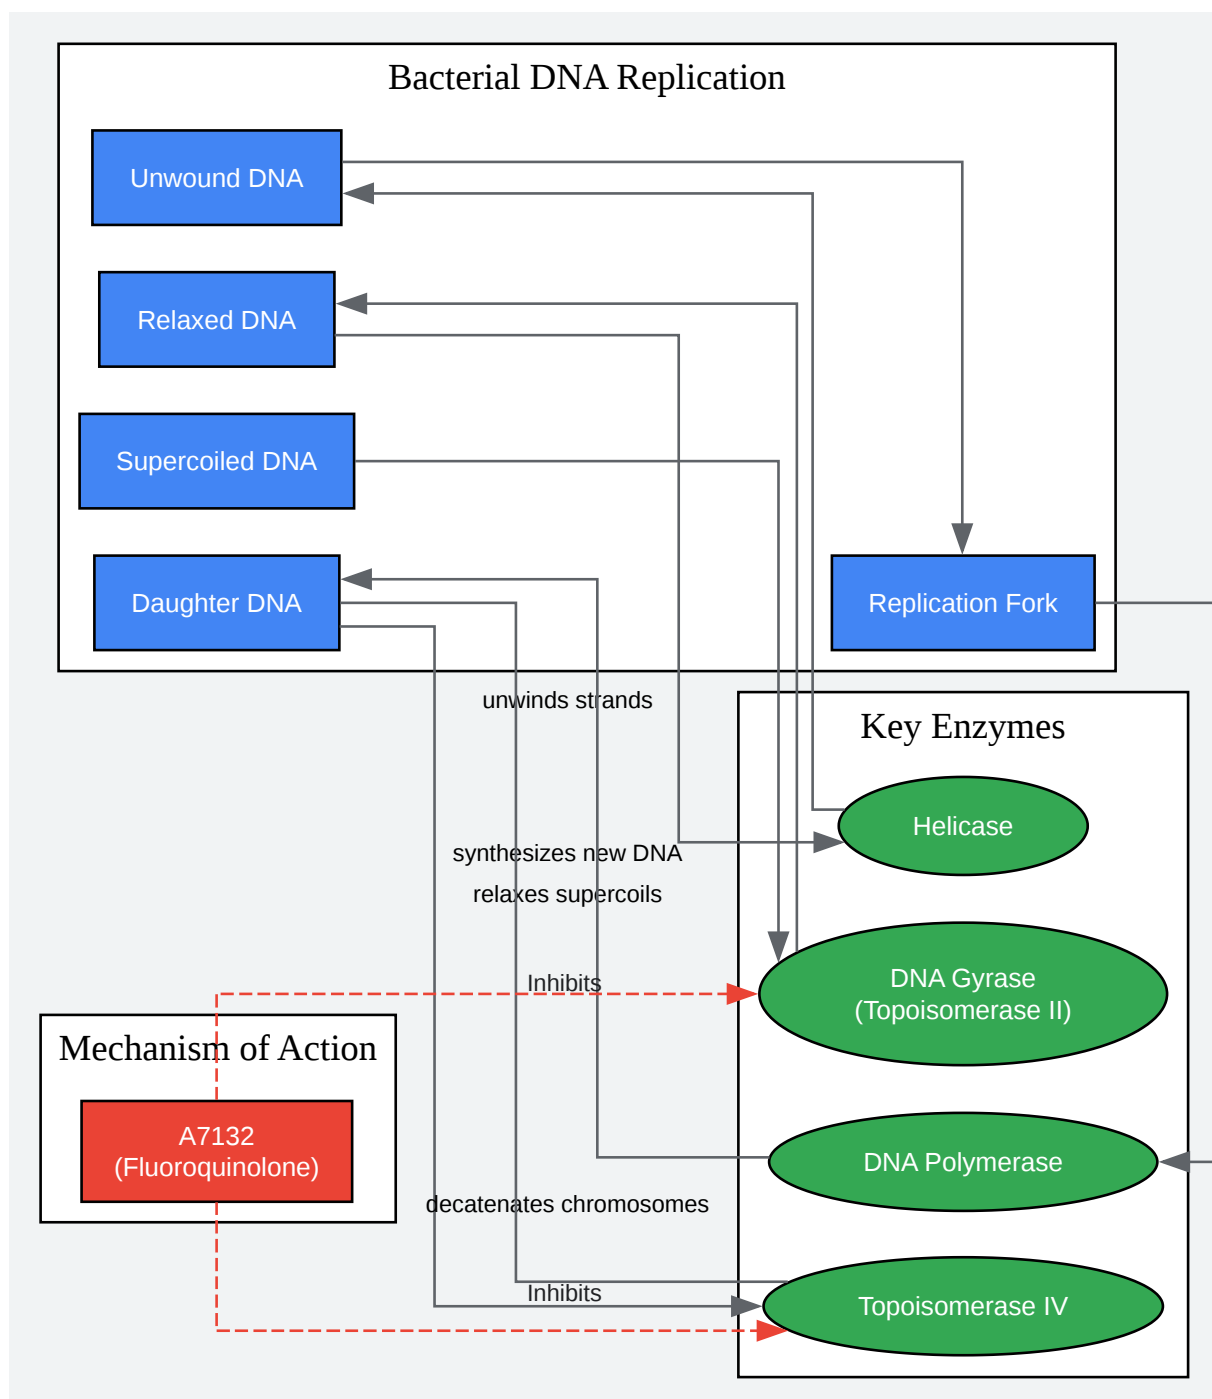 Bacterial DNA Replication
Unwound DNA
Relaxed DNA
Supercoiled DNA
Daughter DNA
Replication Fork
unwinds strands
Key Enzymes
Helicase
synthesizes new DNA
relaxes supercoils
DNA Gyrase
(Topoisomerase II)
Inhibits
Mechanism of Action
A7132
(Fluoroquinolone)
DNA Polymerase
decatenates chromosomes
Inhibits
Topoisomerase IV